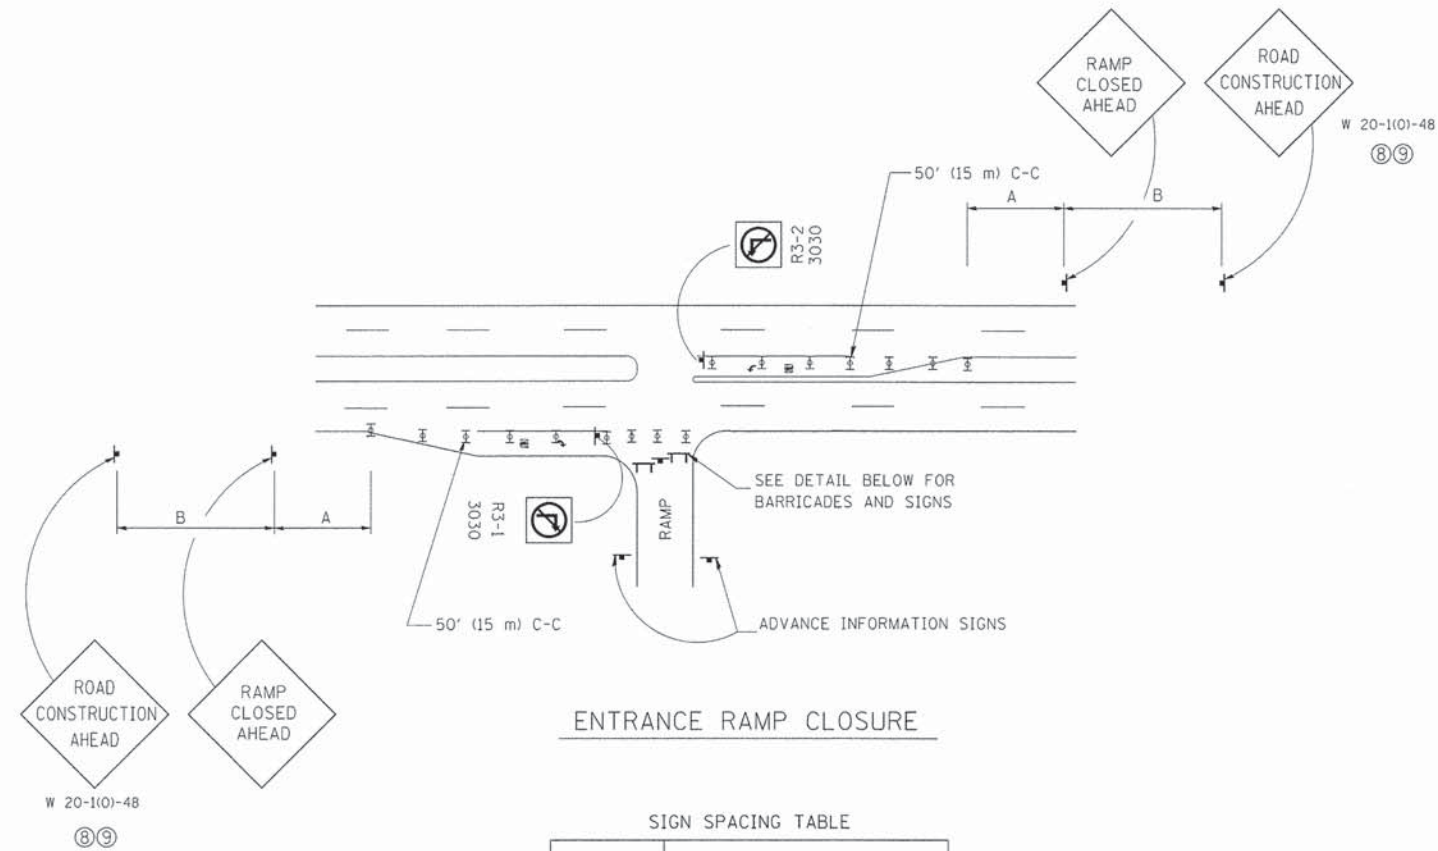 RAMP
CLOSED
AHEAD
ROAD
CONSTRUCTION
AHEAD
W 20-1(O)-48
⑧⑨
50' (15 m) C-C
A
B
R3-2
3030
SEE DETAIL BELOW FOR
BARRICADES AND SIGNS
B
A
R3-1
3030
RAMP
50' (15 m) C-C
ADVANCE INFORMATION SIGNS
ROAD
CONSTRUCTION
AHEAD
RAMP
CLOSED
AHEAD
W 20-1(O)-48
⑧⑨
ENTRANCE RAMP CLOSURE
SIGN SPACING TABLE